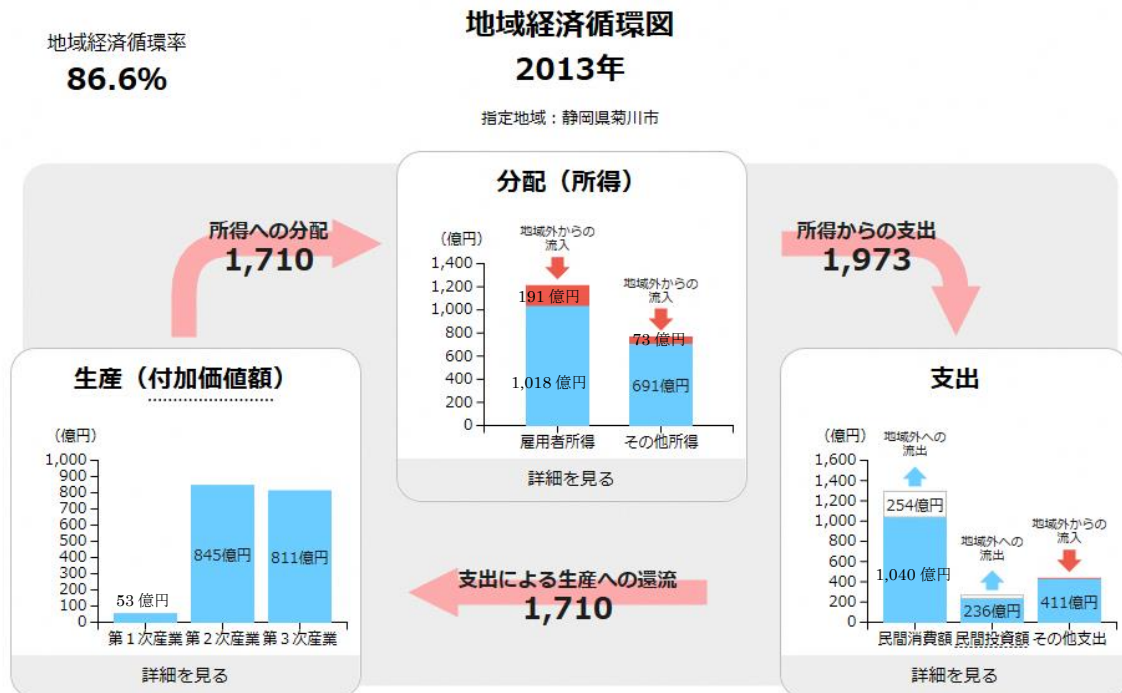 地域経済循環図
2013年
指定地域：静岡県菊川市
地域経済循環率
86.6%
所得への分配
1,710
分配（所得）
（億円）
1,400
1,200
1,000
800
600
400
200
0
地域外からの
流入
191 億円
1,018 億円
地域外からの
流入
73 億円
691億円
雇用者所得 その他所得
詳細を見る
所得からの支出
1,973
生産（付加価値額）
（億円）
1,000
900
800
700
600
500
400
300
200
100
0
53 億円
845億円
811億円
第１次産業 第２次産業 第３次産業
詳細を見る
支出による生産への還流
1,710
支出
（億円）
1,600
1,400
1,200
1,000
800
600
400
200
0
地域外への
流出
254億円
1,040 億円
地域外への
流出
236億円
地域外からの
流入
411億円
民間消費額 民間投資額 その他支出
詳細を見る